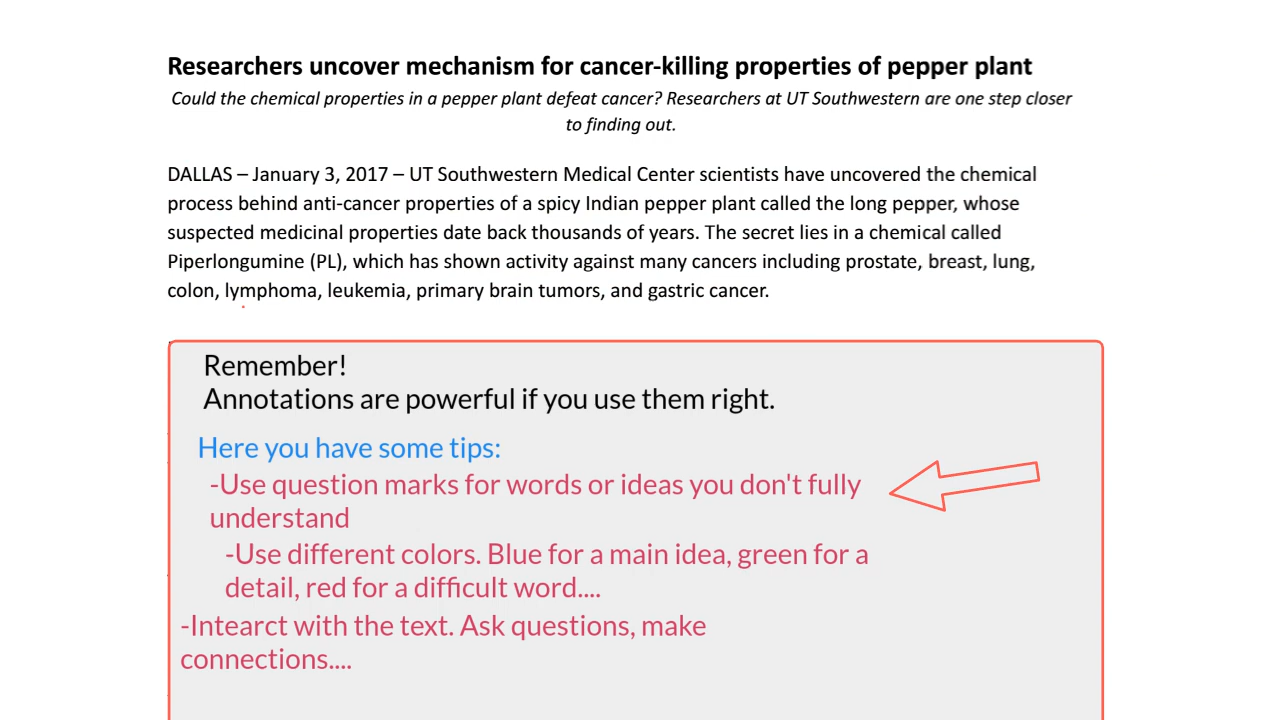 Researchers uncover mechanism for cancer-killing properties of pepper plant
Could the chemical properties in a pepper plant defeat cancer? Researchers at UT Southwestern are one step closer
to finding out.
DALLAS – January 3, 2017 – UT Southwestern Medical Center scientists have uncovered the chemical
process behind anti-cancer properties of a spicy Indian pepper plant called the long pepper, whose
suspected medicinal properties date back thousands of years. The secret lies in a chemical called
Piperlongumine (PL), which has shown activity against many cancers including prostate, breast, lung,
colon, lymphoma, leukemia, primary brain tumors, and gastric cancer.
Remember!
Annotations are powerful if you use them right.
Here you have some tips:
-Use question marks for words or ideas you don't fully
understand
-Use different colors. Blue for a main idea, green for a
detail, red for a difficult word....
-Intearct with the text. Ask questions, make
connections....